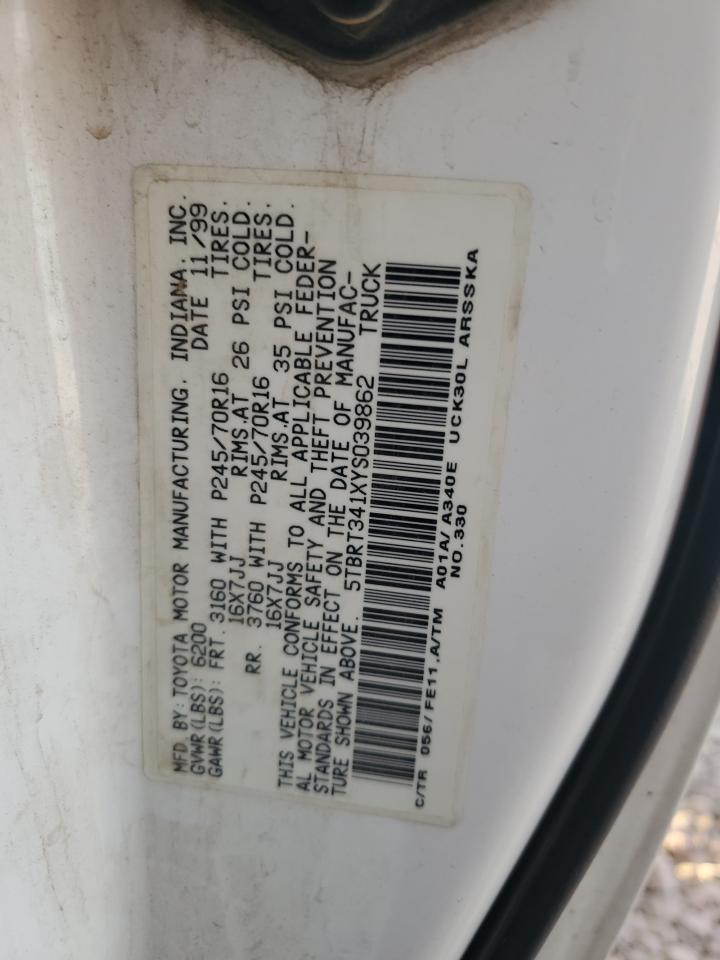 MFD. BY: TOYOTA MOTOR MANUFACTURING, INDIANA, INC.
GVWR(LBS): 6200 DATE 11/99
GAWR(LBS): FRT. 3160 WITH P245/70R16 TIRES.
16X7JJ RIMS.AT 26 PSI COLD.
RR. 3760 WITH P245/70R16 TIRES.
16X7JJ RIMS.AT 35 PSI COLD.
THIS VEHICLE CONFORMS TO ALL APPLICABLE FEDER-
AL MOTOR VEHICLE SAFETY AND THEFT PREVENTION
STANDARDS IN EFFECT ON THE DATE OF MANUFAC-
TURE SHOWN ABOVE. 5TBRT341XYS039862 TRUCK
C/TR 056/FE11,A/TM A01A/A340E UCK30L ARSSKA
NO.330